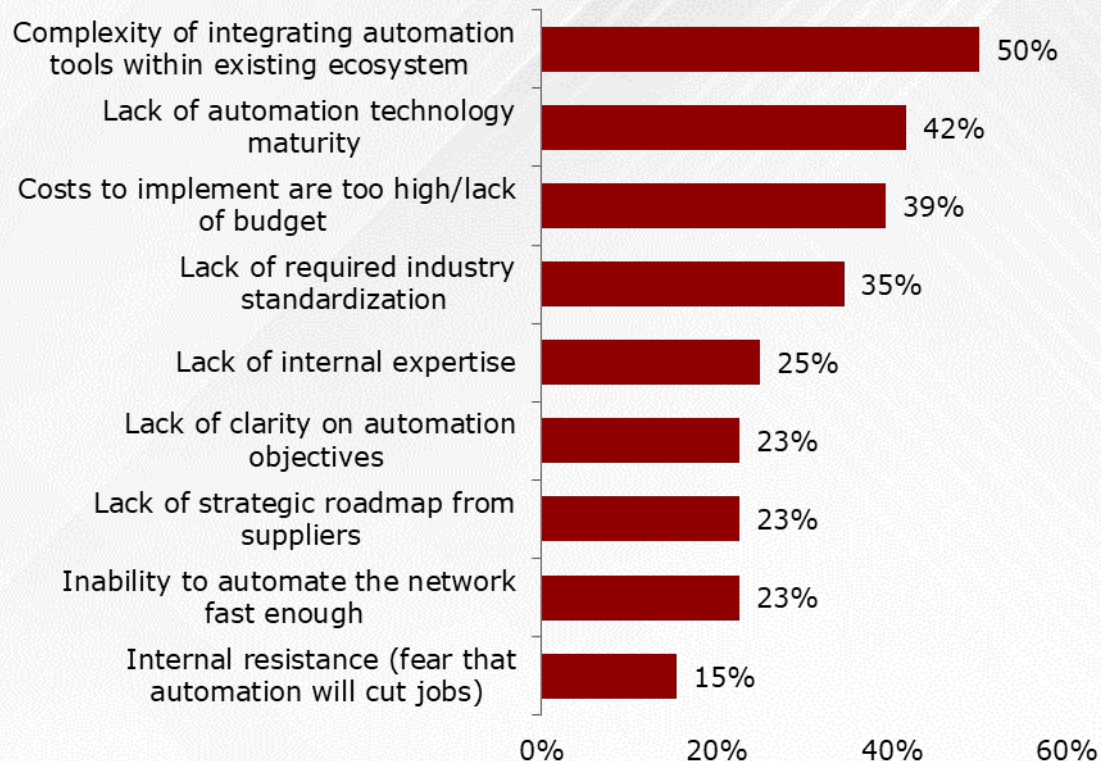 Complexity of integrating automation
tools within existing ecosystem
50%
Lack of automation technology
maturity
42%
Costs to implement are too high/lack
of budget
39%
Lack of required industry
standardization
35%
Lack of internal expertise
25%
Lack of clarity on automation
objectives
23%
Lack of strategic roadmap from
suppliers
23%
Inability to automate the network
fast enough
23%
Internal resistance (fear that
automation will cut jobs)
15%
0% 20% 40% 60%